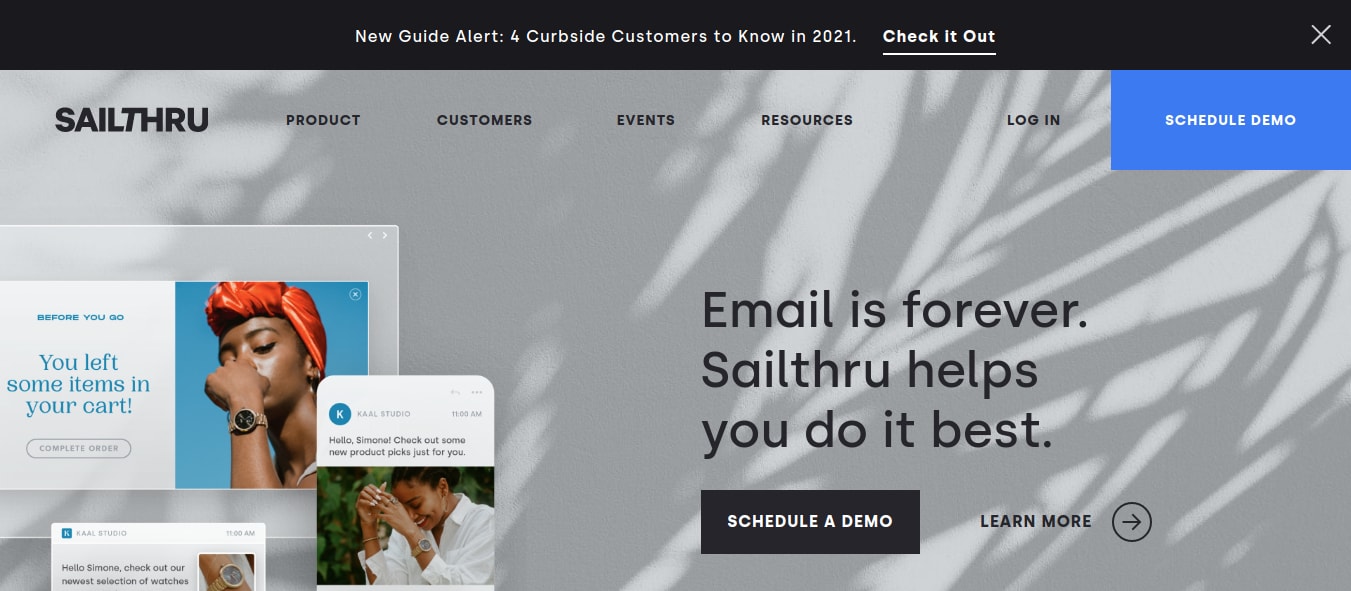 New Guide Alert: 4 Curbside Customers to Know in 2021. Check it Out
SAILTHRU PRODUCT CUSTOMERS EVENTS RESOURCES LOG IN SCHEDULE DEMO
BEFORE YOU GO
You left
some items in
your cart!
COMPLETE ORDER
K KAAL STUDIO 11:00 AM
Hello, Simone! Check out some
new product picks just for you.
K KAAL STUDIO 11:00 AM
Hello Simone, check out our
newest selection of watches
Email is forever.
Sailthru helps
you do it best.
SCHEDULE A DEMO LEARN MORE